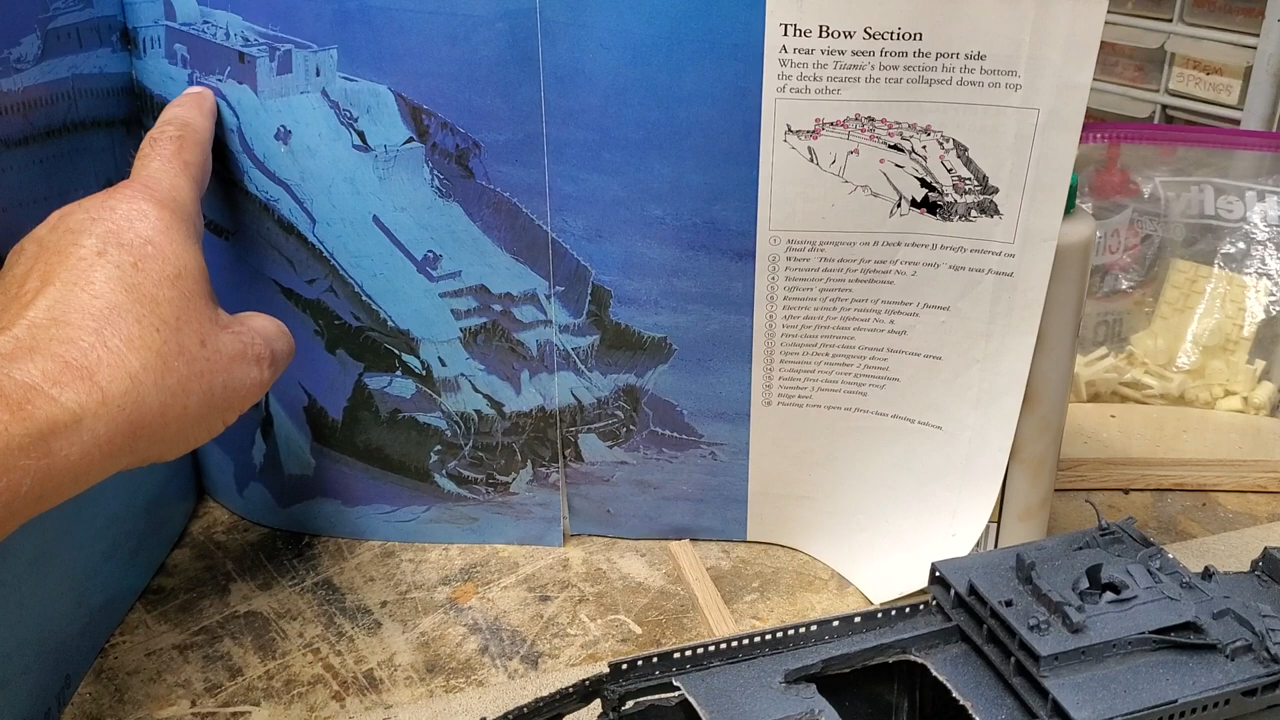 The Bow Section
A rear view seen from the port side
When the Titanic's bow section hit the bottom,
the decks nearest the tear collapsed down on top
of each other.
1 Missing gangway on B Deck where JJ briefly entered on
final dive.
2 Where "This door for use of crew only" sign was found.
3 Forward davit for lifeboat No. 2.
4 Telemotor from wheelhouse.
5 Officers' quarters.
6 Remains of after part of number 1 funnel.
7 Electric winch for raising lifeboats.
8 After davit for lifeboat No. 8.
9 Vent for first-class elevator shaft.
10 First-class entrance.
11 Collapsed first-class Grand Staircase area.
12 Open D-Deck gangway door.
13 Remains of number 2 funnel.
14 Collapsed roof over gymnasium.
15 Fallen first-class lounge roof.
16 Number 3 funnel casing.
17 Bilge keel.
18 Plating torn open at first-class dining saloon.
SPRINGS
Hefty